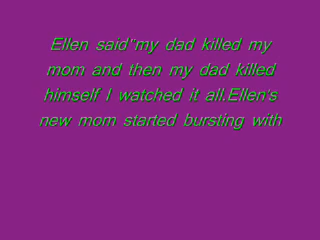 Ellen said"my dad killed my
mom and then my dad killed
himself I watched it all.Ellen's
new mom started bursting with